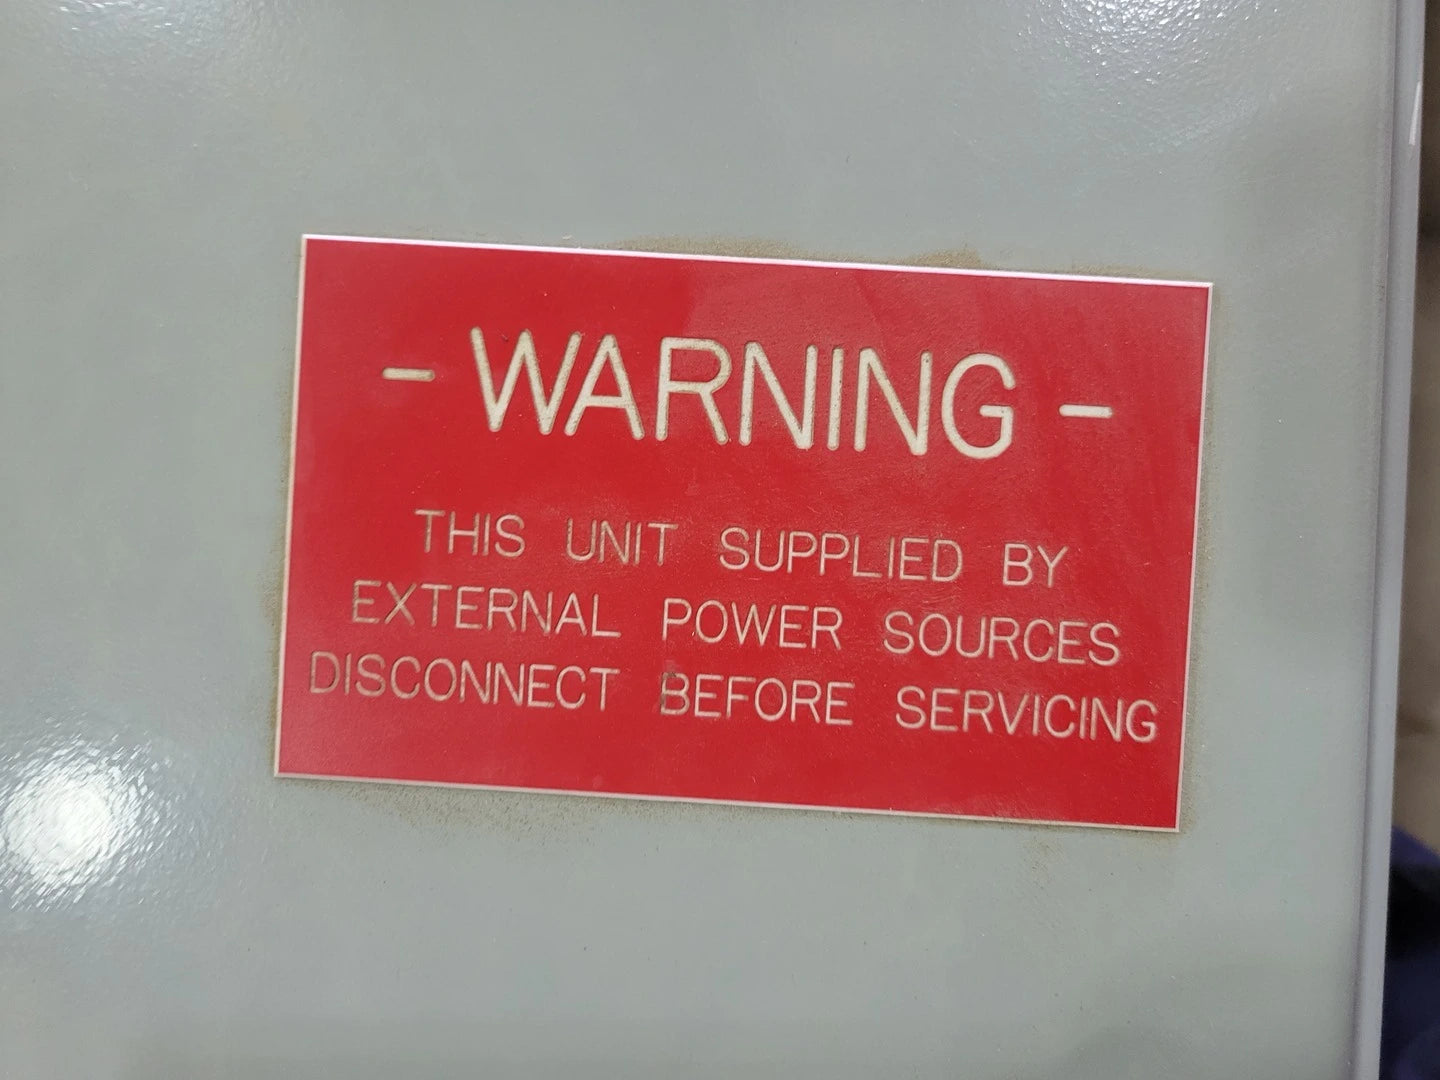 - WARNING -
THIS UNIT SUPPLIED BY
EXTERNAL POWER SOURCES
DISCONNECT BEFORE SERVICING